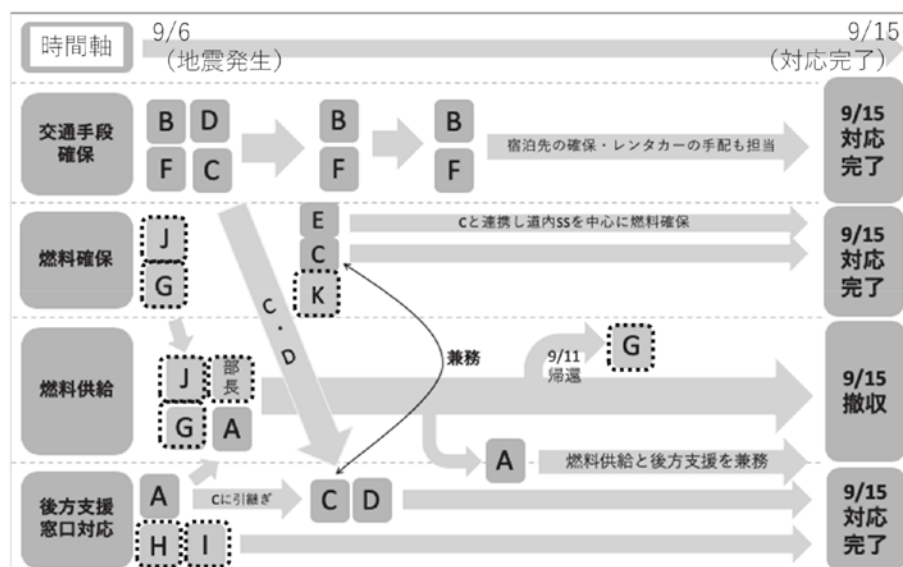 時間軸
9/6
(地震発生)
9/15
(対応完了)
交通手段
確保
B D
F C
B
F
B
F
宿泊先の確保・レンタカーの手配も担当
9/15
対応
完了
燃料確保
J
G
C・D
E
C
K
Cと連携し道内SSを中心に燃料確保
9/15
対応
完了
燃料供給
J 部長
G A
兼務
9/11
帰還
G
A
燃料供給と後方支援を兼務
9/15
撤収
後方支援
窓口対応
A
H I
Cに引継ぎ
C D
9/15
対応
完了